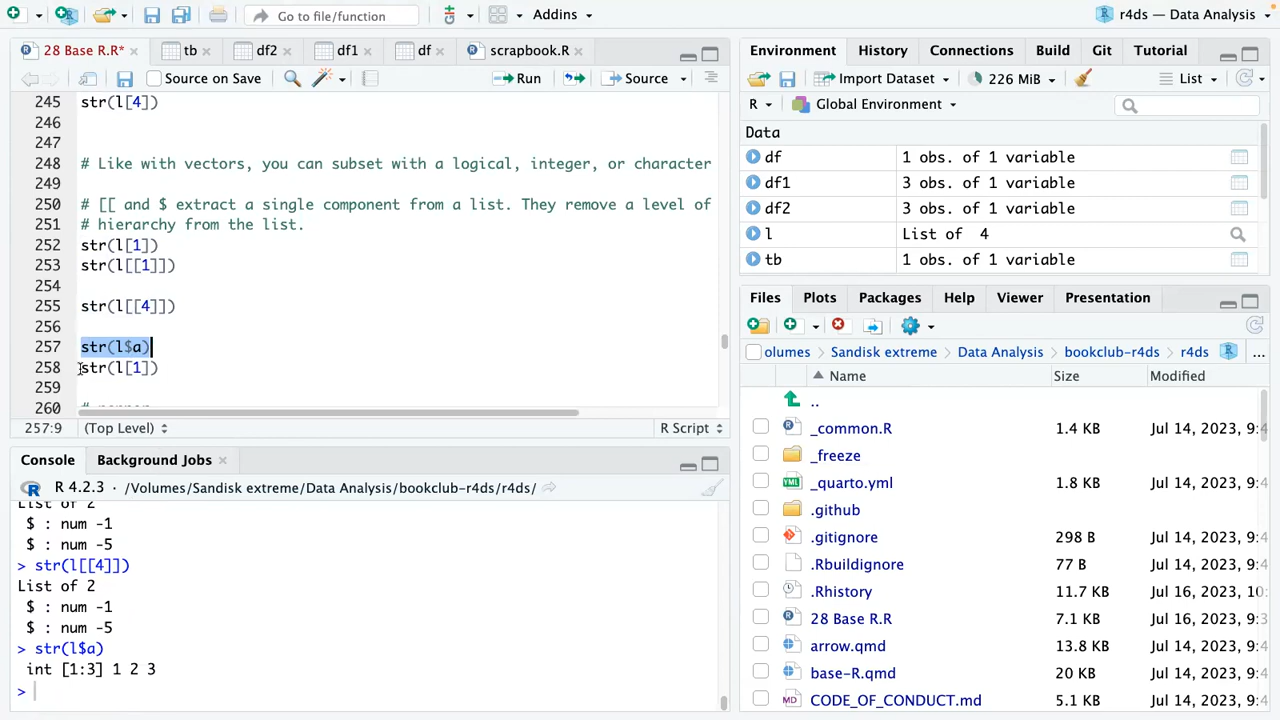 Go to file/function
Addins
r4ds — Data Analysis
28 Base R.R*
tb
df2
df1
df
scrapbook.R
Source on Save
Run
Source
245 str(l[4])
246
247
248 # Like with vectors, you can subset with a logical, integer, or character
249
250 # [[ and $ extract a single component from a list. They remove a level of
251 # hierarchy from the list.
252 str(l[1])
253 str(l[[1]])
254
255 str(l[[4]])
256
257 str(l$a)
258 str(l[1])
259
260
257:9
(Top Level)
R Script
Console
Background Jobs
R 4.2.3 · /Volumes/Sandisk extreme/Data Analysis/bookclub-r4ds/r4ds/
List of 2
$ : num -1
$ : num -5
> str(l[[4]])
List of 2
$ : num -1
$ : num -5
> str(l$a)
int [1:3] 1 2 3
>
Environment
History
Connections
Build
Git
Tutorial
Import Dataset
226 MiB
List
R
Global Environment
Data
df 1 obs. of 1 variable
df1 3 obs. of 1 variable
df2 3 obs. of 1 variable
l List of 4
tb 1 obs. of 1 variable
Files
Plots
Packages
Help
Viewer
Presentation
olumes
Sandisk extreme
Data Analysis
bookclub-r4ds
r4ds
...
Name
Size
Modified
..
_common.R 1.4 KB Jul 14, 2023, 9:4
_freeze
_quarto.yml 1.8 KB Jul 14, 2023, 9:4
.github
.gitignore 298 B Jul 14, 2023, 9:4
.Rbuildignore 77 B Jul 14, 2023, 9:4
.Rhistory 11.7 KB Jul 16, 2023, 10:
28 Base R.R 7.1 KB Jul 16, 2023, 9:4
arrow.qmd 13.8 KB Jul 14, 2023, 9:4
base-R.qmd 20 KB Jul 14, 2023, 9:4
CODE_OF_CONDUCT.md 5.1 KB Jul 14, 2023, 9:4